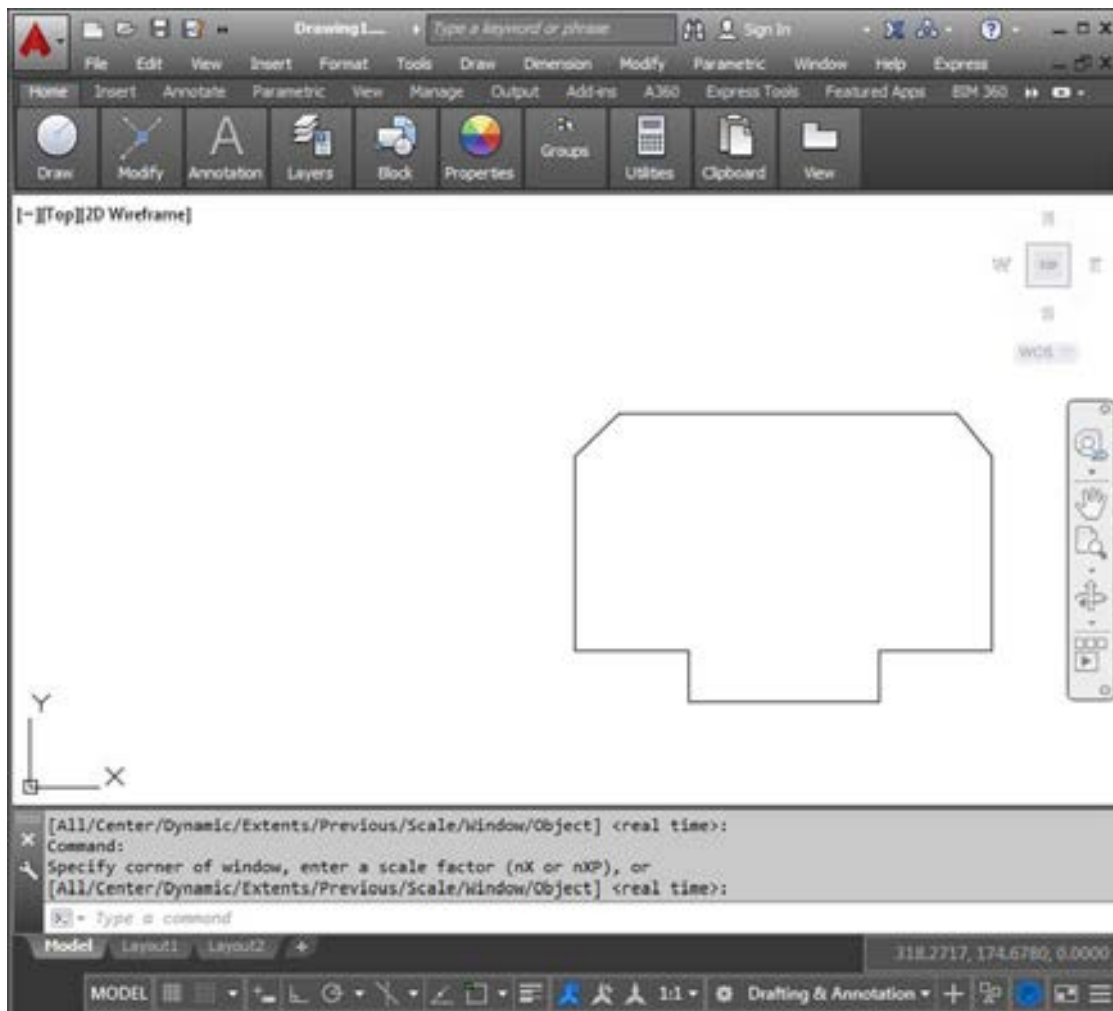 Drawing1... Type a keyword or phrase Sign In ?
File Edit View Insert Format Tools Draw Dimension Modify Parametric Window Help Express
Home Insert Annotate Parametric View Manage Output Add-ins A360 Express Tools Featured Apps BIM 360
Draw Modify Annotation Layers Block Properties Groups Utilities Clipboard View
[−][Top][2D Wireframe]
W TOP E
WCS
Y
X
[All/Center/Dynamic/Extents/Previous/Scale/Window/Object] <real time>:
Command:
Specify corner of window, enter a scale factor (nX or nXP), or
[All/Center/Dynamic/Extents/Previous/Scale/Window/Object] <real time>:
Type a command
Model Layout1 Layout2 +
318.2717, 174.6780, 0.0000
MODEL 1:1 Drafting & Annotation